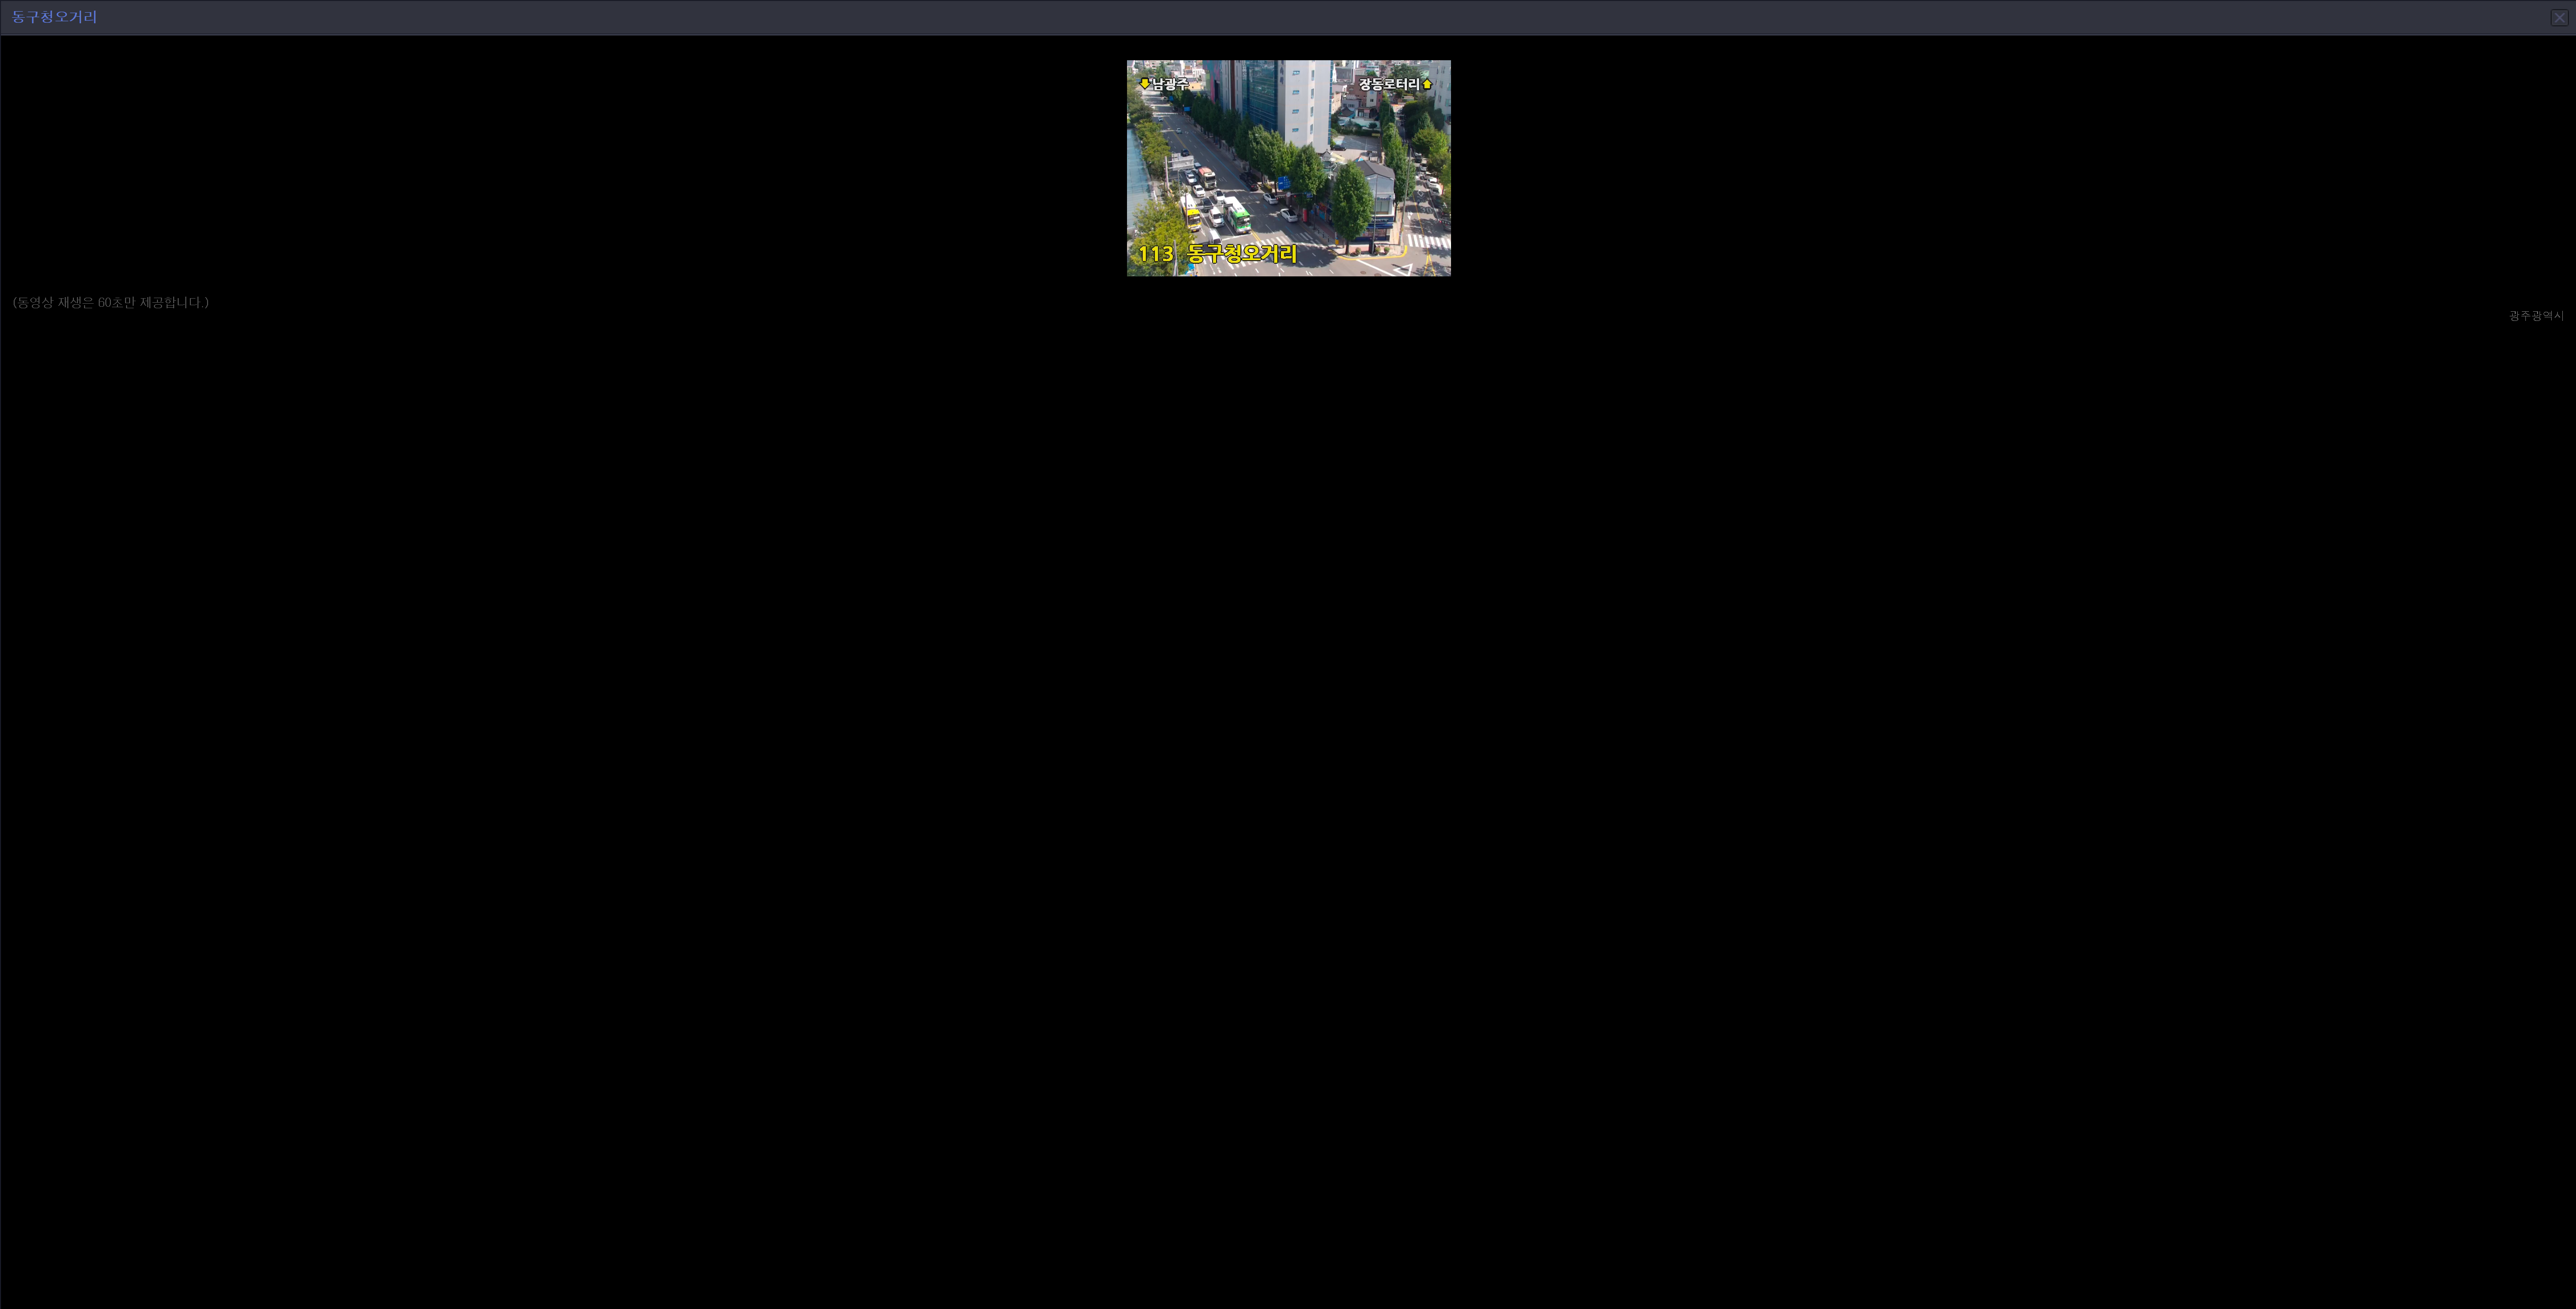 동구청오거리
남광주
장동로터리
113 동구청오거리
(동영상 재생은 60초만 제공합니다.)
광주광역시